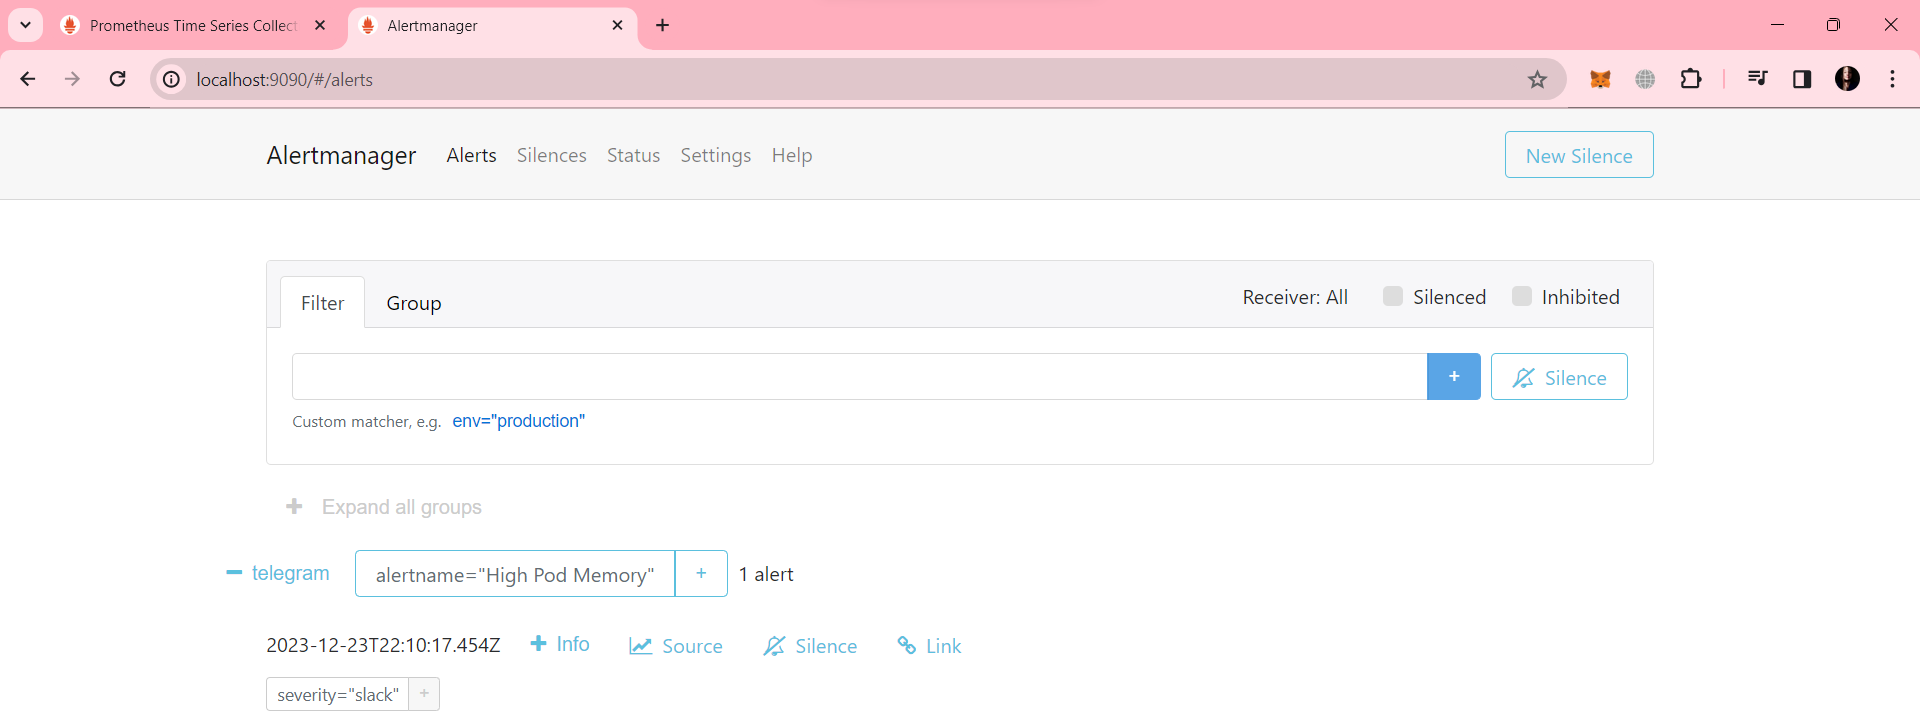 Prometheus Time Series Collect
Alertmanager
localhost:9090/#/alerts
Alertmanager Alerts Silences Status Settings Help New Silence
Filter Group Receiver: All Silenced Inhibited
+ Silence
Custom matcher, e.g. env="production"
+ Expand all groups
− telegram alertname="High Pod Memory" + 1 alert
2023-12-23T22:10:17.454Z + Info Source Silence Link
severity="slack" +